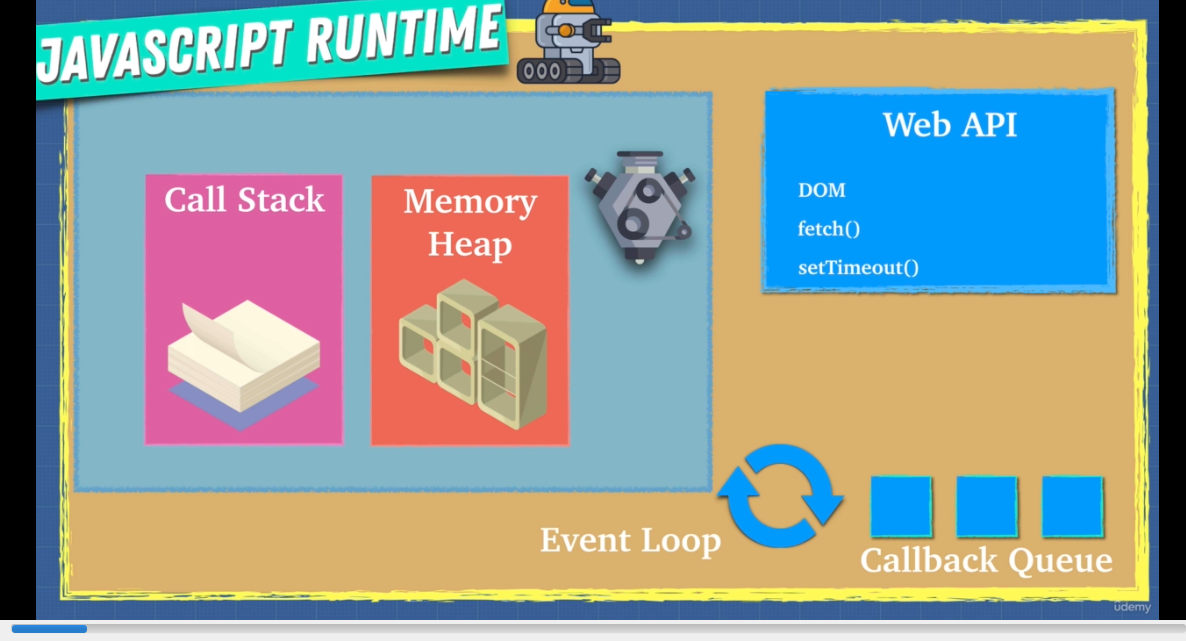 JAVASCRIPT RUNTIME
Call Stack
Memory
Heap
Web API
DOM
fetch()
setTimeout()
Event Loop
Callback Queue
udemy